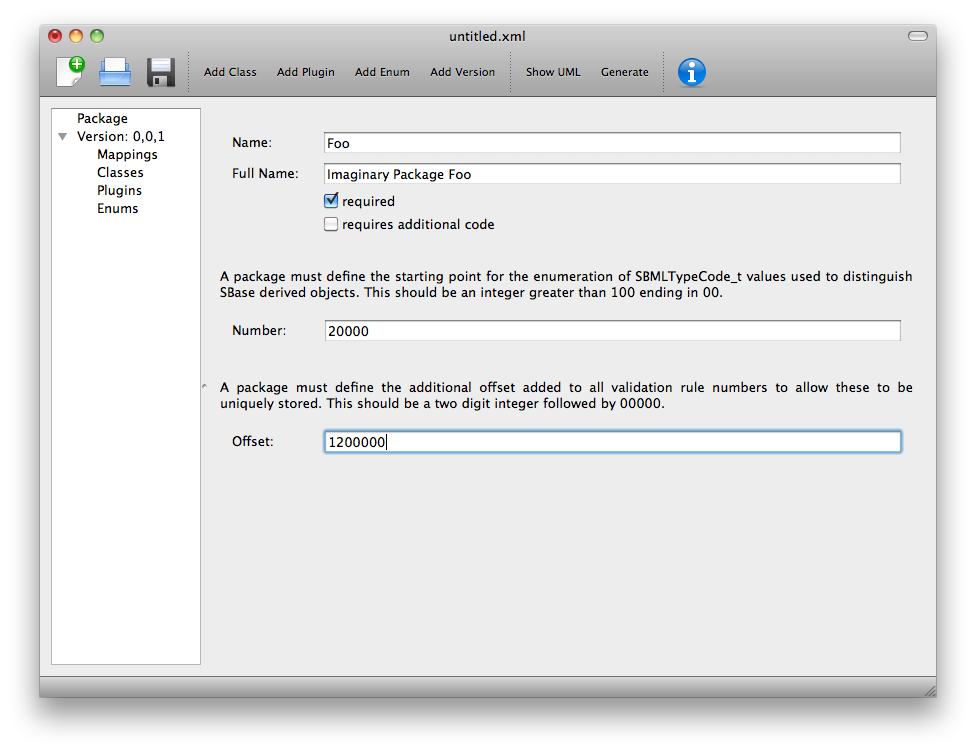 untitled.xml
Add Class
Add Plugin
Add Enum
Add Version
Show UML
Generate
Package
Version: 0,0,1
Mappings
Classes
Plugins
Enums
Name:
Foo
Full Name:
Imaginary Package Foo
required
requires additional code
A package must define the starting point for the enumeration of SBMLTypeCode_t values used to distinguish
SBase derived objects. This should be an integer greater than 100 ending in 00.
Number:
20000
A package must define the additional offset added to all validation rule numbers to allow these to be
uniquely stored. This should be a two digit integer followed by 00000.
Offset:
1200000